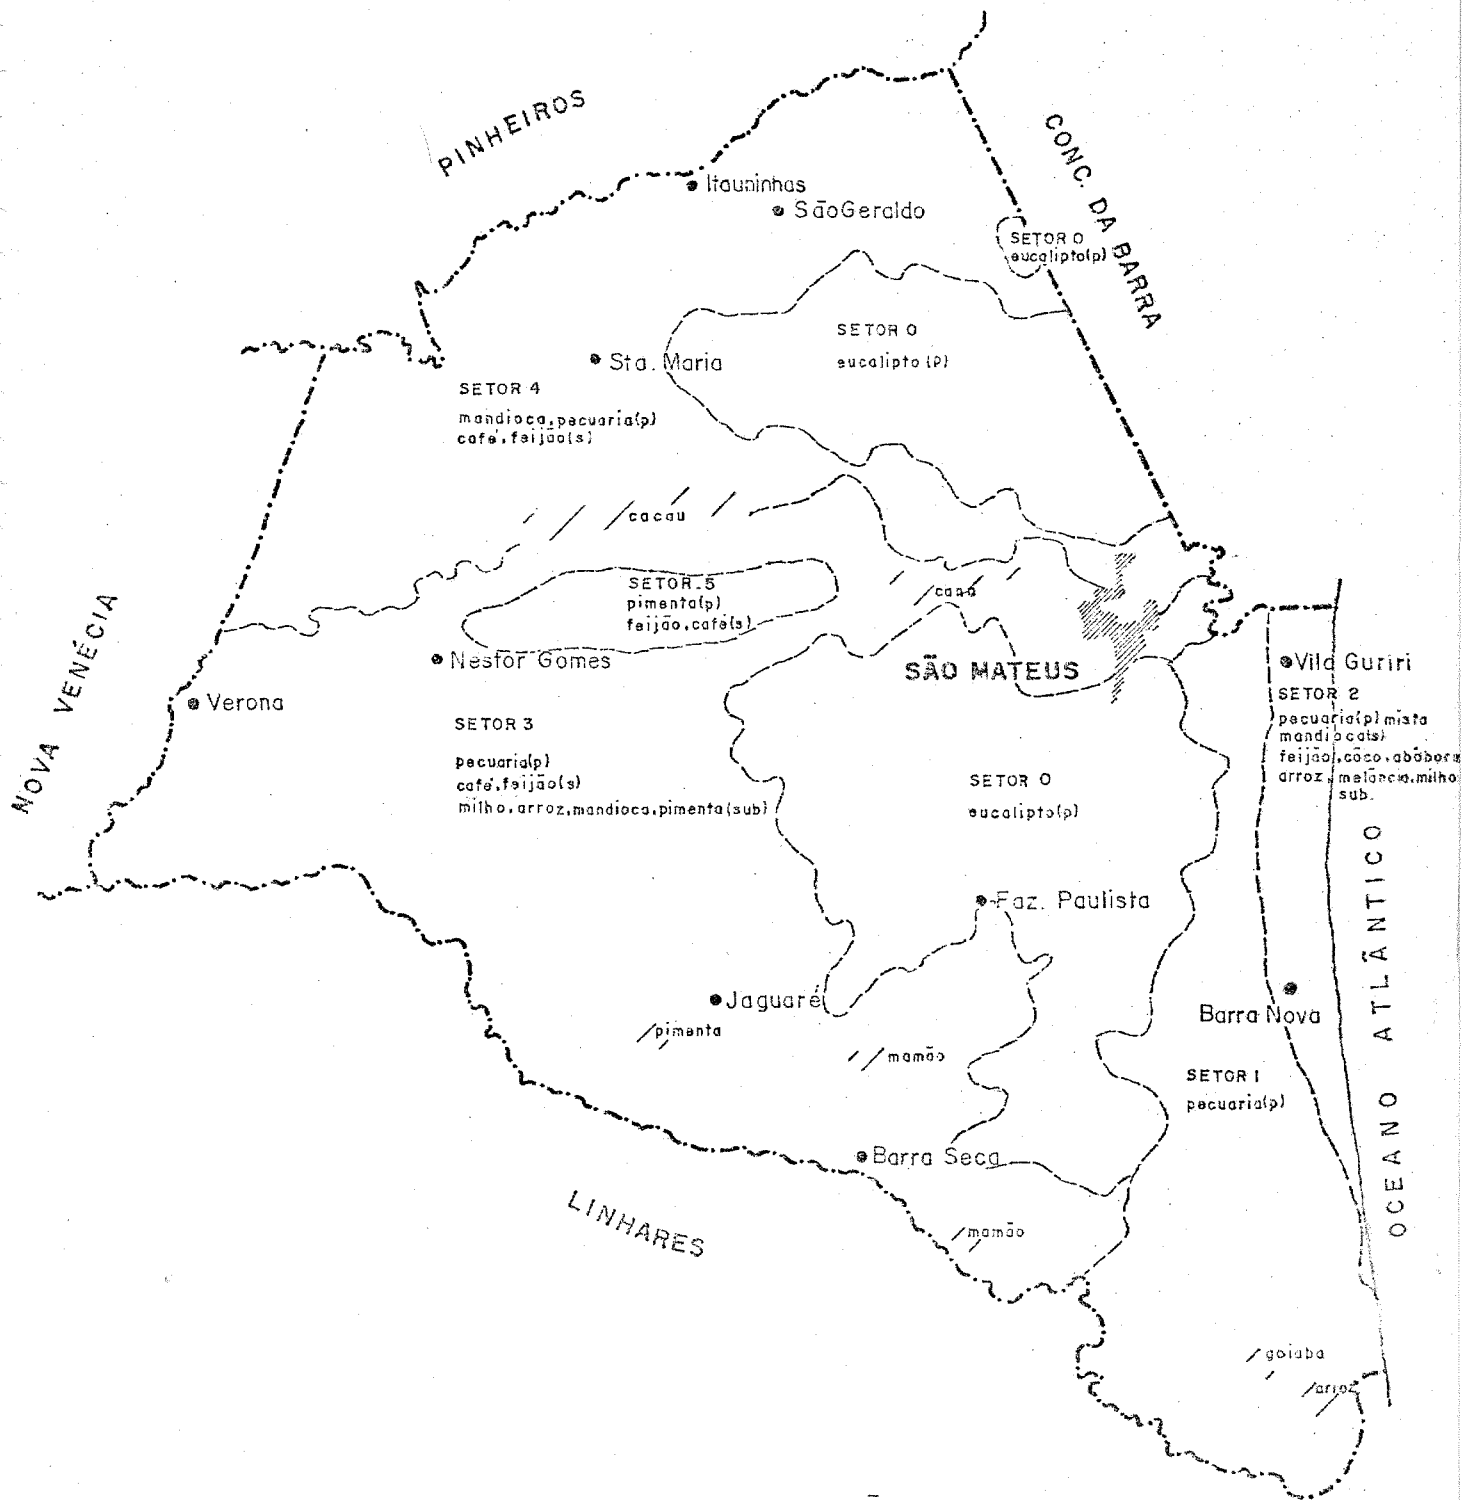 PINHEIROS
CONC. DA BARRA
Itauninhas
São Geraldo
SETOR 0
eucalipto(p)
SETOR 0
eucalipto (P)
Sta. Maria
SETOR 4
mandioca, pecuaria(p)
café, feijão(s)
cacau
SETOR 5
pimenta(p)
feijão, café(s)
cana
NOVA VENÉCIA
Nestor Gomes
SÃO MATEUS
Vila Guriri
Verona
SETOR 2
pecuaria(p) mista
mandioca(s)
feijão, côco, abóbora
arroz, melância, milho
sub.
SETOR 3
pecuaria(p)
café, feijão(s)
milho, arroz, mandioca, pimenta(sub)
SETOR 0
eucalipto(p)
Faz. Paulista
OCEANO ATLÂNTICO
Jaguaré
Barra Nova
pimenta
mamão
SETOR 1
pecuaria(p)
Barra Seca
LINHARES
mamão
goiaba
arroz